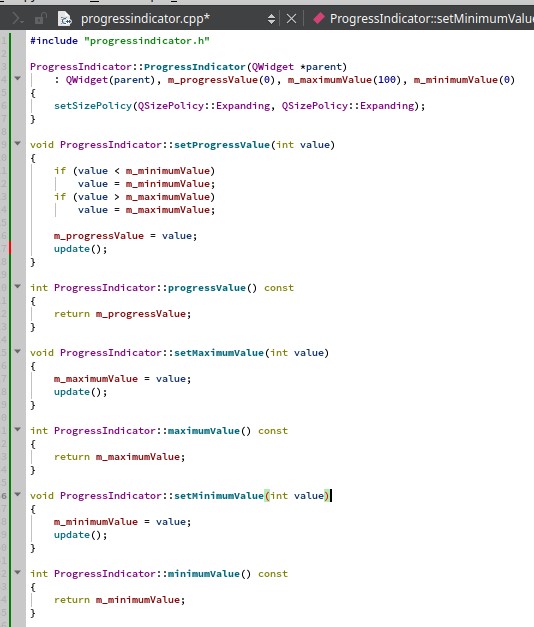 progressindicator.cpp*
ProgressIndicator::setMinimumValue
#include "progressindicator.h"
ProgressIndicator::ProgressIndicator(QWidget *parent)
    : QWidget(parent), m_progressValue(0), m_maximumValue(100), m_minimumValue(0)
{
    setSizePolicy(QSizePolicy::Expanding, QSizePolicy::Expanding);
}
void ProgressIndicator::setProgressValue(int value)
{
    if (value < m_minimumValue)
        value = m_minimumValue;
    if (value > m_maximumValue)
        value = m_maximumValue;
    m_progressValue = value;
    update();
}
int ProgressIndicator::progressValue() const
{
    return m_progressValue;
}
void ProgressIndicator::setMaximumValue(int value)
{
    m_maximumValue = value;
    update();
}
int ProgressIndicator::maximumValue() const
{
    return m_maximumValue;
}
void ProgressIndicator::setMinimumValue(int value)
{
    m_minimumValue = value;
    update();
}
int ProgressIndicator::minimumValue() const
{
    return m_minimumValue;
}